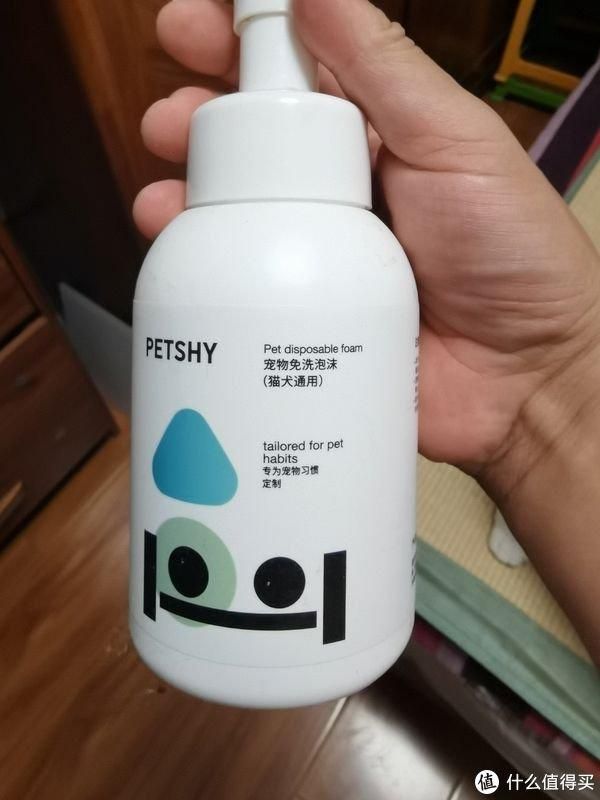 PETSHY
Pet disposable foam
宠物免洗泡沫
(猫犬通用)
tailored for pet
habits
专为宠物习惯
定制
值 什么值得买